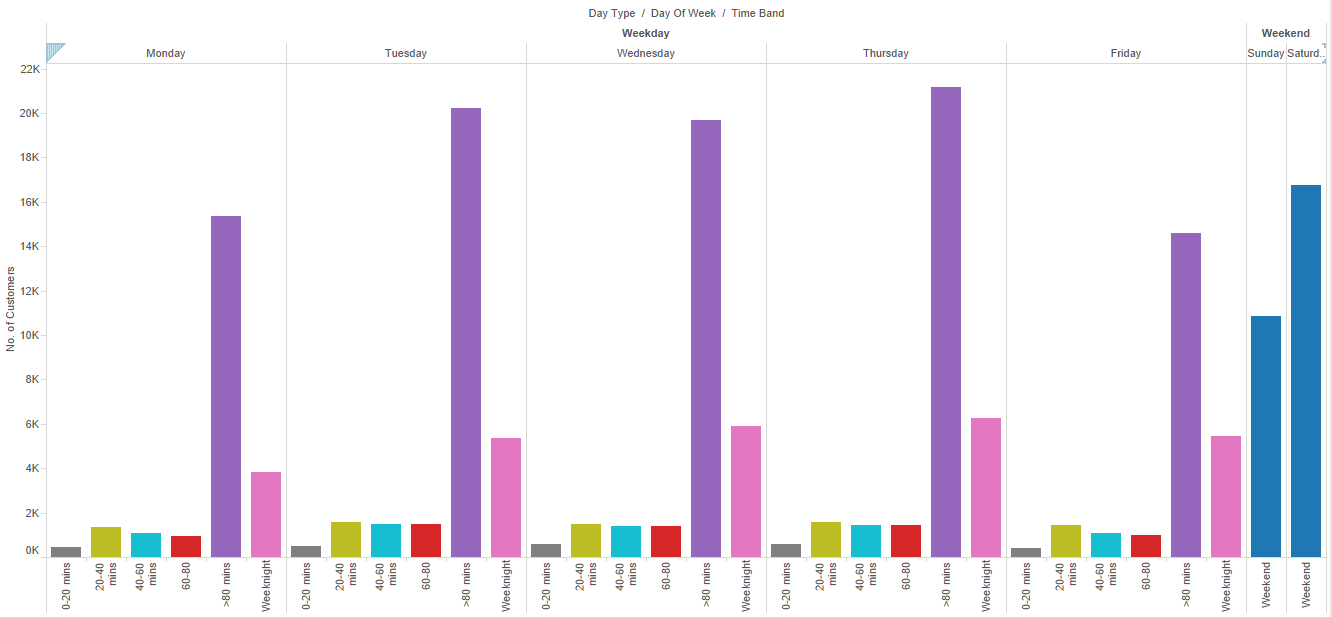 Day Type / Day Of Week / Time Band
Weekday
Weekend
Monday
Tuesday
Wednesday
Thursday
Friday
Sunday
Saturd..
No. of Customers
22K
20K
18K
16K
14K
12K
10K
8K
6K
4K
2K
0K
0-20 mins
20-40
mins
40-60
mins
60-80
>80 mins
Weeknight
0-20 mins
20-40
mins
40-60
mins
60-80
>80 mins
Weeknight
0-20 mins
20-40
mins
40-60
mins
60-80
>80 mins
Weeknight
0-20 mins
20-40
mins
40-60
mins
60-80
>80 mins
Weeknight
0-20 mins
20-40
mins
40-60
mins
60-80
>80 mins
Weeknight
Weekend
Weekend